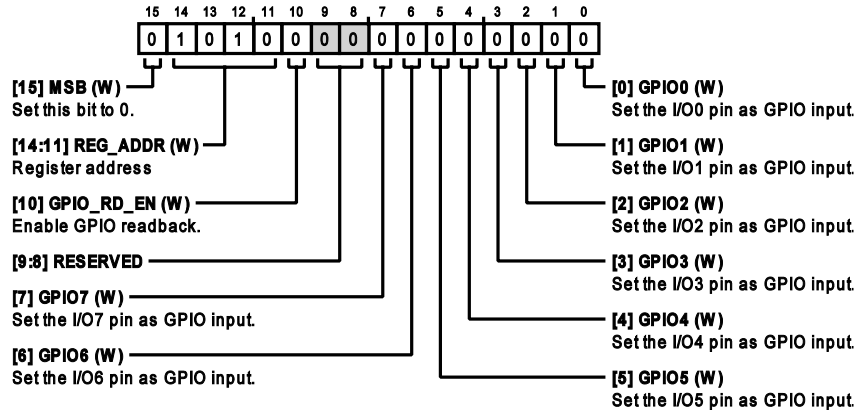 15 14 13 12 11 10 9 8 7 6 5 4 3 2 1 0
0 1 0 1 0 0 0 0 0 0 0 0 0 0 0 0
[15] MSB (W)
Set this bit to 0.
[14:11] REG_ADDR (W)
Register address
[10] GPIO_RD_EN (W)
Enable GPIO readback.
[9:8] RESERVED
[7] GPIO7 (W)
Set the I/O7 pin as GPIO input.
[6] GPIO6 (W)
Set the I/O6 pin as GPIO input.
[0] GPIO0 (W)
Set the I/O0 pin as GPIO input.
[1] GPIO1 (W)
Set the I/O1 pin as GPIO input.
[2] GPIO2 (W)
Set the I/O2 pin as GPIO input.
[3] GPIO3 (W)
Set the I/O3 pin as GPIO input.
[4] GPIO4 (W)
Set the I/O4 pin as GPIO input.
[5] GPIO5 (W)
Set the I/O5 pin as GPIO input.